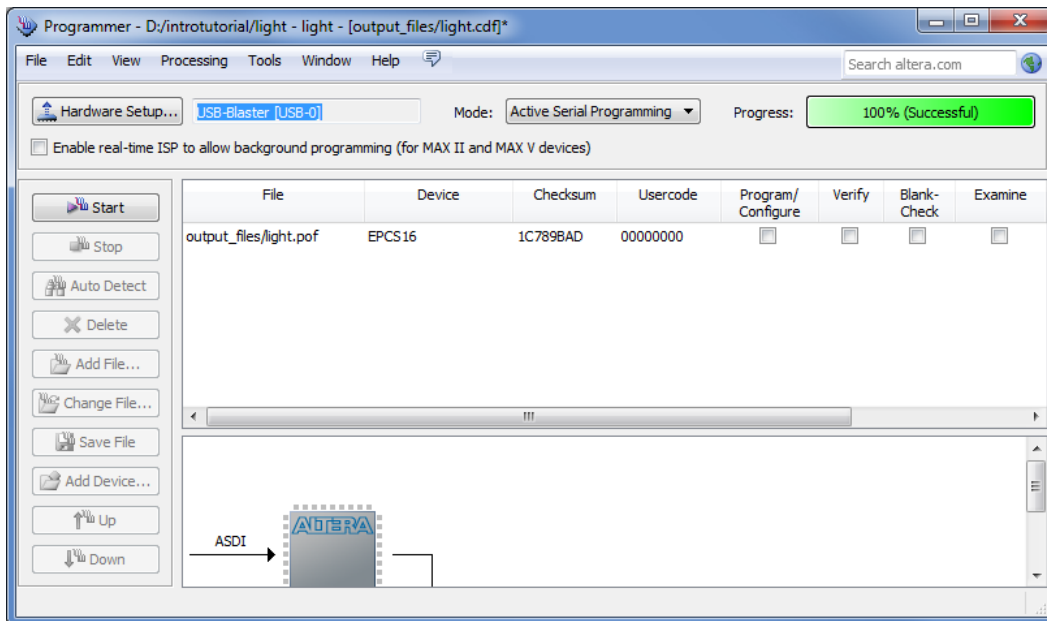 Programmer - D:/introtutorial/light - light - [output_files/light.cdf]*
File Edit View Processing Tools Window Help
Search altera.com
Hardware Setup...
USB-Blaster [USB-0]
Mode:
Active Serial Programming
Progress:
100% (Successful)
Enable real-time ISP to allow background programming (for MAX II and MAX V devices)
Start
Stop
Auto Detect
Delete
Add File...
Change File...
Save File
Add Device...
Up
Down
File Device Checksum Usercode Program/ Verify Blank- Examine
Configure Check
output_files/light.pof EPCS16 1C789BAD 00000000
ALTERA
ASDI